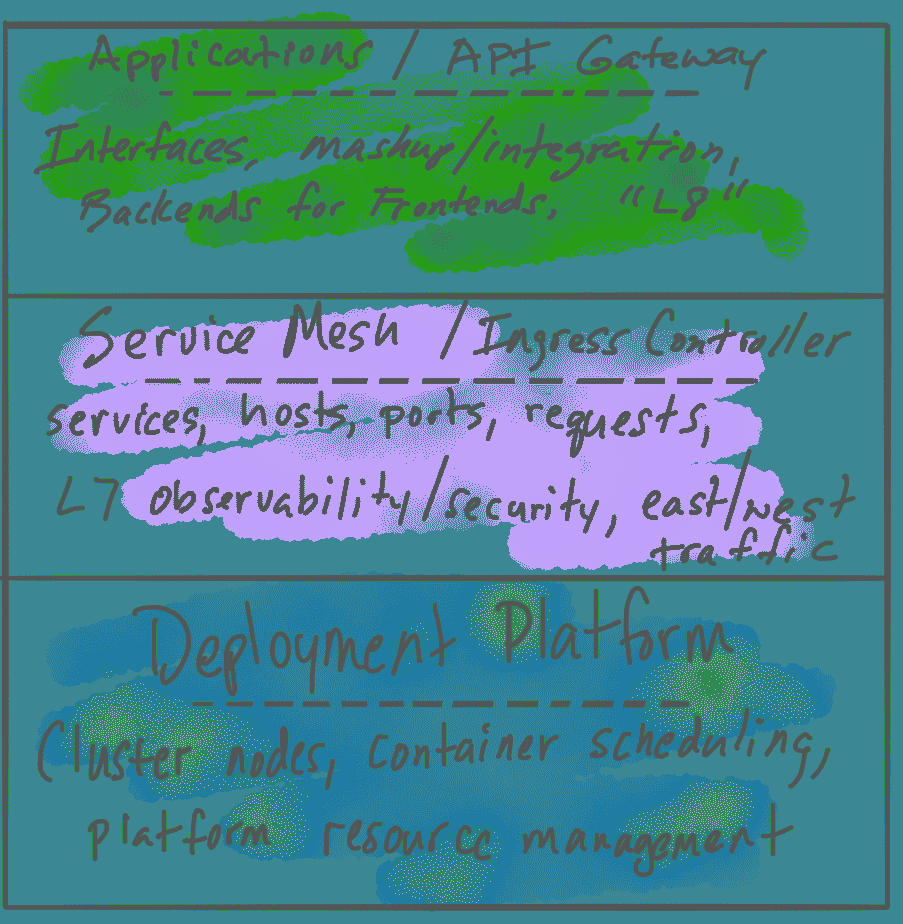 Applications / API Gateway
Interfaces, mashup/integration,
Backends for Frontends, "L8"
Service Mesh / Ingress Controller
services, hosts, ports, requests,
L7 observability/security, east/west
traffic
Deployment Platform
Cluster nodes, container scheduling,
platform resource management